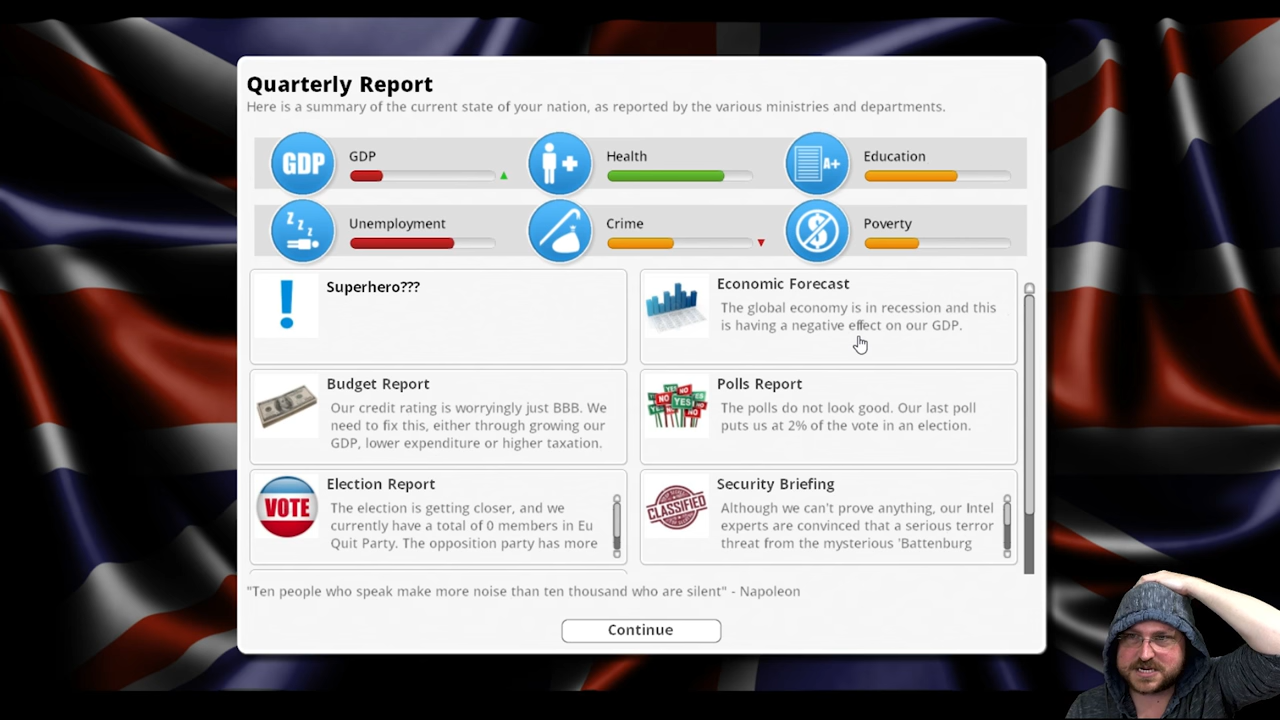 Quarterly Report
Here is a summary of the current state of your nation, as reported by the various ministries and departments.
GDP
GDP
Health
A+
Education
Z Z Z
Unemployment
Crime
Poverty
Superhero???
Economic Forecast
The global economy is in recession and this
is having a negative effect on our GDP.
Budget Report
Our credit rating is worryingly just BBB. We
need to fix this, either through growing our
GDP, lower expenditure or higher taxation.
Polls Report
YES
NO
NO
YES
NO
The polls do not look good. Our last poll
puts us at 2% of the vote in an election.
Election Report
VOTE
The election is getting closer, and we
currently have a total of 0 members in Eu
Quit Party. The opposition party has more
Security Briefing
CLASSIFIED
Although we can't prove anything, our Intel
experts are convinced that a serious terror
threat from the mysterious 'Battenburg
"Ten people who speak make more noise than ten thousand who are silent" - Napoleon
Continue